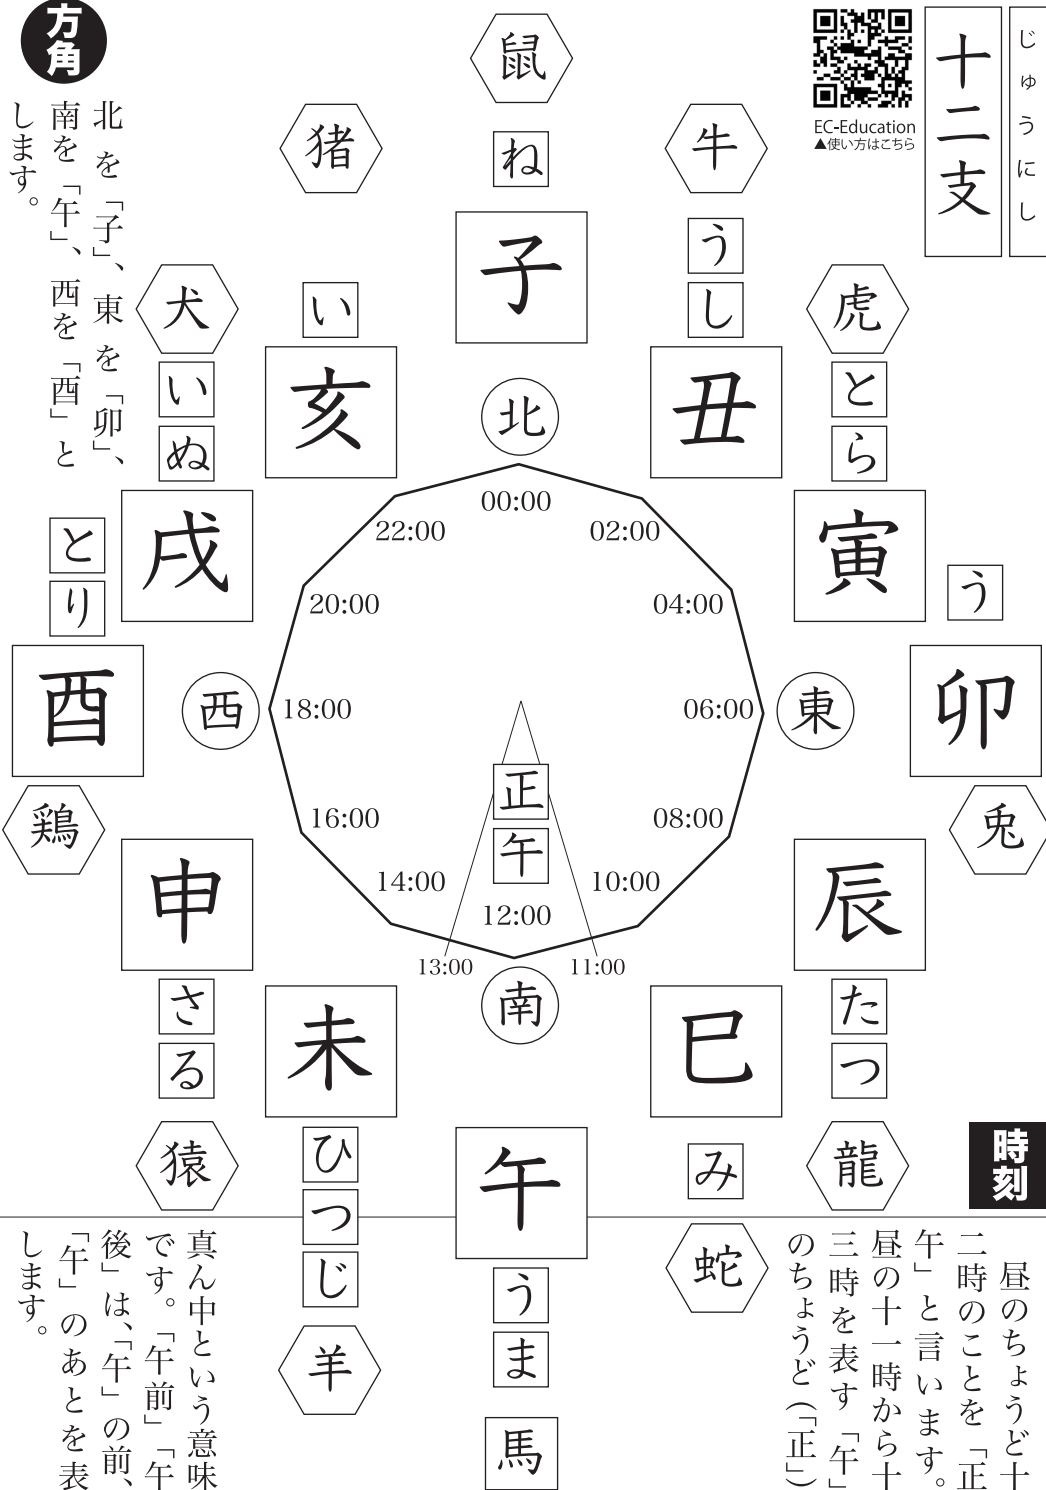 じゅうにし
十二支
EC-Education
▲使い方はこちら
方角
北を「子」、東を「卯」、
南を「午」、西を「酉」と
します。
鼠
ね
子
牛
うし
丑
虎
とら
寅
う
卯
兎
辰
たつ
龍
巳
み
蛇
午
うま
馬
未
ひつじ
羊
申
さる
猿
とり
酉
鶏
犬
いぬ
戌
猪
い
亥
北
東
南
西
00:00
02:00
04:00
06:00
08:00
10:00
12:00
14:00
16:00
18:00
20:00
22:00
正午
13:00
11:00
時刻
昼のちょうど十
二時のことを「正
午」と言います。
昼の十一時から十
三時を表す「午」
のちょうど(「正」)
真ん中という意味
です。「午前」「午
後」は、「午」の前、
「午」のあとを表
します。